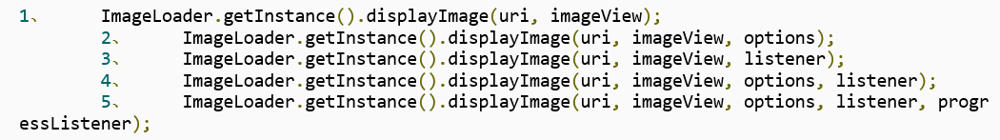 1、      ImageLoader.getInstance().displayImage(uri, imageView);
        2、      ImageLoader.getInstance().displayImage(uri, imageView, options);
        3、      ImageLoader.getInstance().displayImage(uri, imageView, listener);
        4、      ImageLoader.getInstance().displayImage(uri, imageView, options, listener);
        5、      ImageLoader.getInstance().displayImage(uri, imageView, options, listener, progr
essListener);